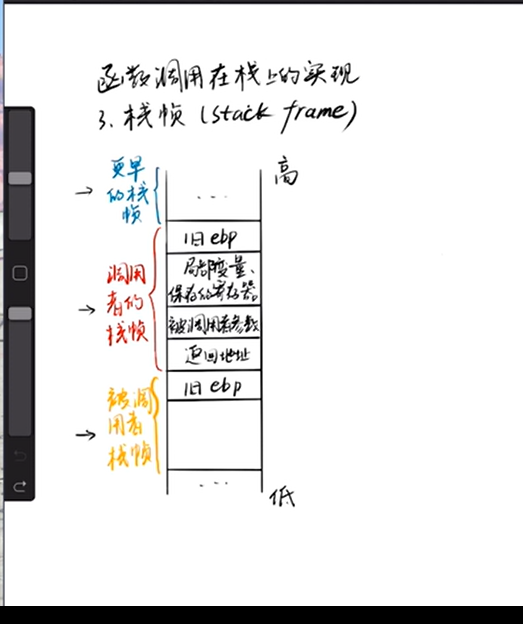 函数调用在栈上的实现
3. 栈帧 (stack frame)
更早
的栈
帧
高
...
旧 ebp
局部变量、
保存的寄存器
调用
者的
栈帧
被调用者参数
返回地址
旧 ebp
被调
用者
栈帧
...
低